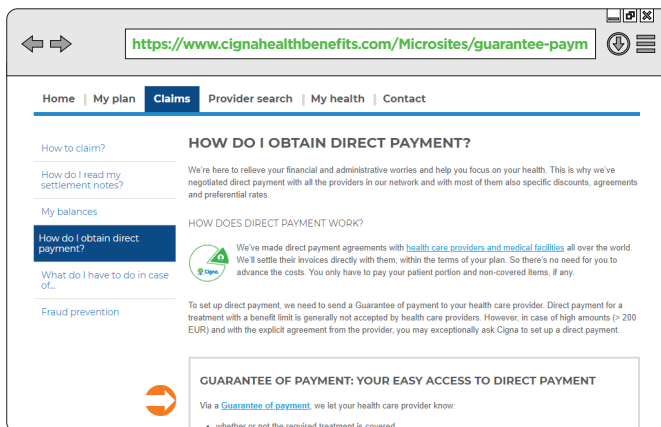 https://www.cignahealthbenefits.com/Microsites/guarantee-paym
Home | My plan Claims Provider search | My health | Contact
How to claim?
How do I read my
settlement notes?
My balances
How do I obtain direct
payment?
What do I have to do in case
of...
Fraud prevention
HOW DO I OBTAIN DIRECT PAYMENT?
We're here to relieve your financial and administrative worries and help you focus on your health. This is why we've
negotiated direct payment with all the providers in our network and with most of them also specific discounts, agreements
and preferential rates.
HOW DOES DIRECT PAYMENT WORK?
Cigna.
We've made direct payment agreements with health care providers and medical facilities all over the world.
We'll settle their invoices directly with them, within the terms of your plan. So there's no need for you to
advance the costs. You only have to pay your patient portion and non-covered items, if any.
To set up direct payment, we need to send a Guarantee of payment to your health care provider. Direct payment for a
treatment with a benefit limit is generally not accepted by health care providers. However, in case of high amounts (> 200
EUR) and with the explicit agreement from the provider, you may exceptionally ask Cigna to set up a direct payment.
GUARANTEE OF PAYMENT: YOUR EASY ACCESS TO DIRECT PAYMENT
Via a Guarantee of payment, we let your health care provider know:
• whether or not the required treatment is covered